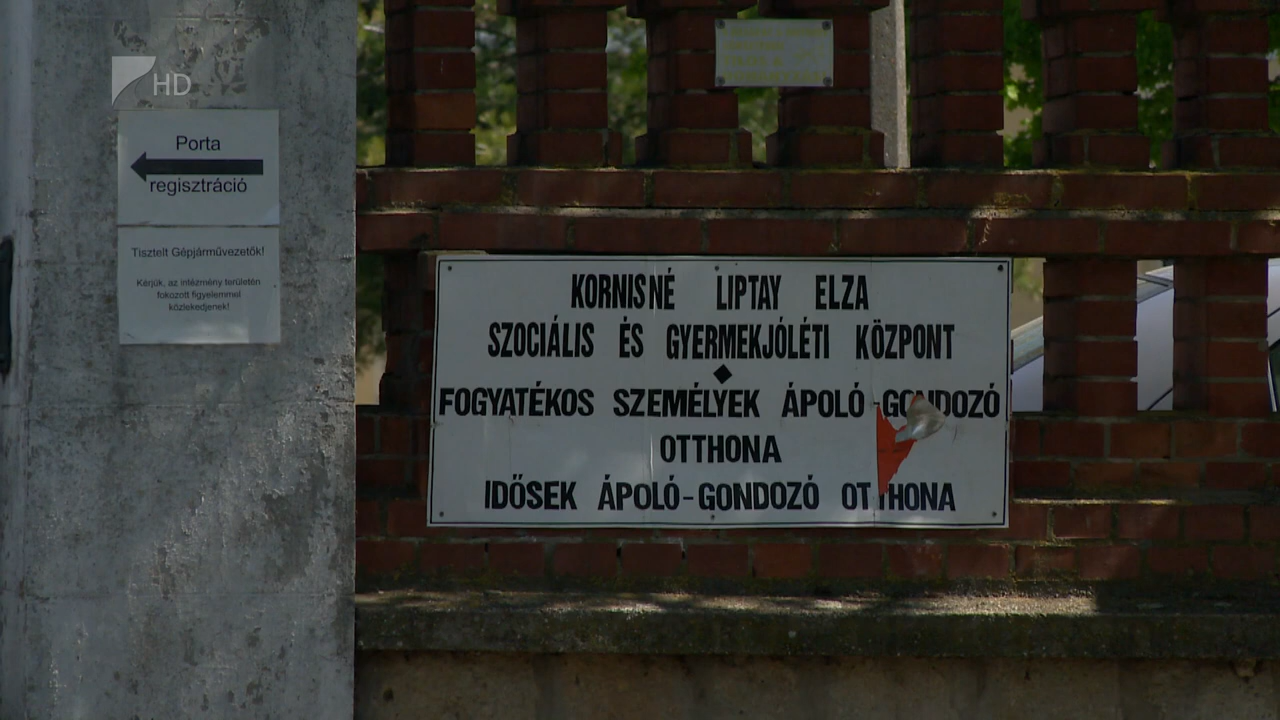 HD
Porta
regisztráció
Tisztelt Gépjárművezetők!
Kérjük, az intézmény területén
fokozott figyelemmel
közlekedjenek!
KORNISNÉ LIPTAY ELZA
SZOCIÁLIS ÉS GYERMEKJÓLÉTI KÖZPONT
FOGYATÉKOS SZEMÉLYEK ÁPOLÓ-GONDOZÓ
OTTHONA
IDŐSEK ÁPOLÓ-GONDOZÓ OTTHONA